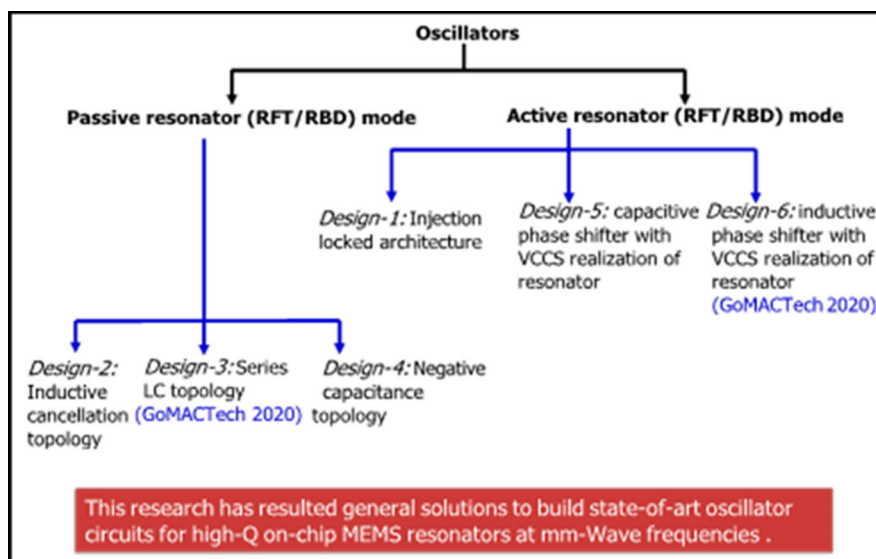 Oscillators
Passive resonator (RFT/RBD) mode
Active resonator (RFT/RBD) mode
Design-1: Injection
locked architecture
Design-5: capacitive
phase shifter with
VCCS realization of
resonator
Design-6: inductive
phase shifter with
VCCS realization of
resonator
(GoMACTech 2020)
Design-2:
Inductive
cancellation
topology
Design-3: Series
LC topology
(GoMACTech 2020)
Design-4: Negative
capacitance
topology
This research has resulted general solutions to build state-of-art oscillator
circuits for high-Q on-chip MEMS resonators at mm-Wave frequencies .